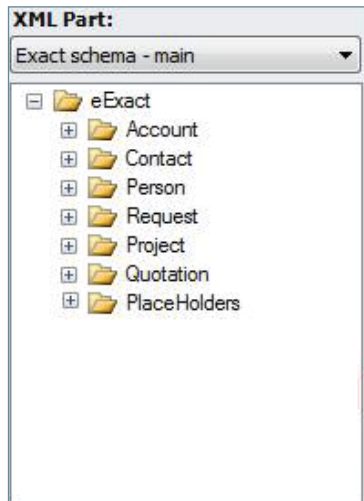 XML Part:
Exact schema - main
eExact
Account
Contact
Person
Request
Project
Quotation
PlaceHolders